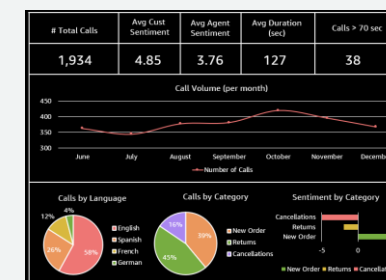 # Total Calls
Avg Cust Sentiment
Avg Agent Sentiment
Avg Duration (sec)
Calls > 70 sec
1,934
4.85
3.76
127
38
Call Volume (per month)
450
400
350
300
June
July
August
September
October
November
Decembe
Number of Calls
Calls by Language
4%
12%
26%
58%
English
Spanish
French
German
Calls by Category
16%
39%
45%
New Order
Returns
Cancellations
Sentiment by Category
Cancellations
Returns
New Order
-5
0
New Order
Returns
Cancella